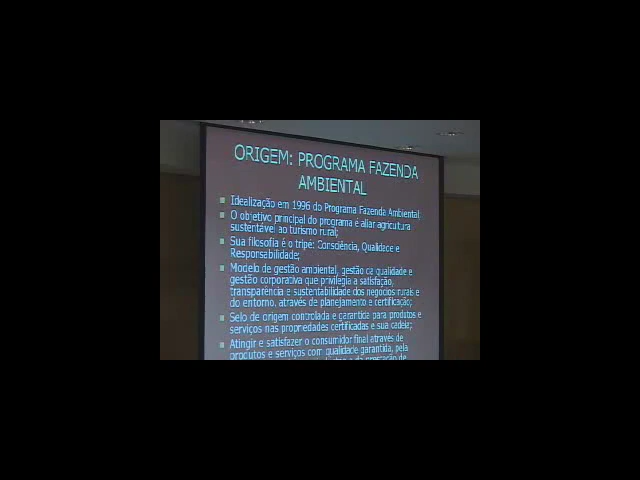 ORIGEM: PROGRAMA FAZENDA
AMBIENTAL
Idealização em 1996 do Programa Fazenda Ambiental
O objetivo principal do programa é aliar agricultura
sustentável ao turismo rural;
Sua filosofia é o tripé: Consciência, Qualidade e
Responsabilidade;
Modelo de gestão ambiental, gestão da qualidade e
gestão corporativa que privilegia a satisfação,
transparência e sustentabilidade dos negócios rurais e
do entorno, através de planejamento e certificação;
Selo de origem controlada e garantida para produtos e
serviços nas propriedades certificadas e sua cadeia;
Atingir e satisfazer o consumidor final através de
produtos e serviços com qualidade garantida, pela